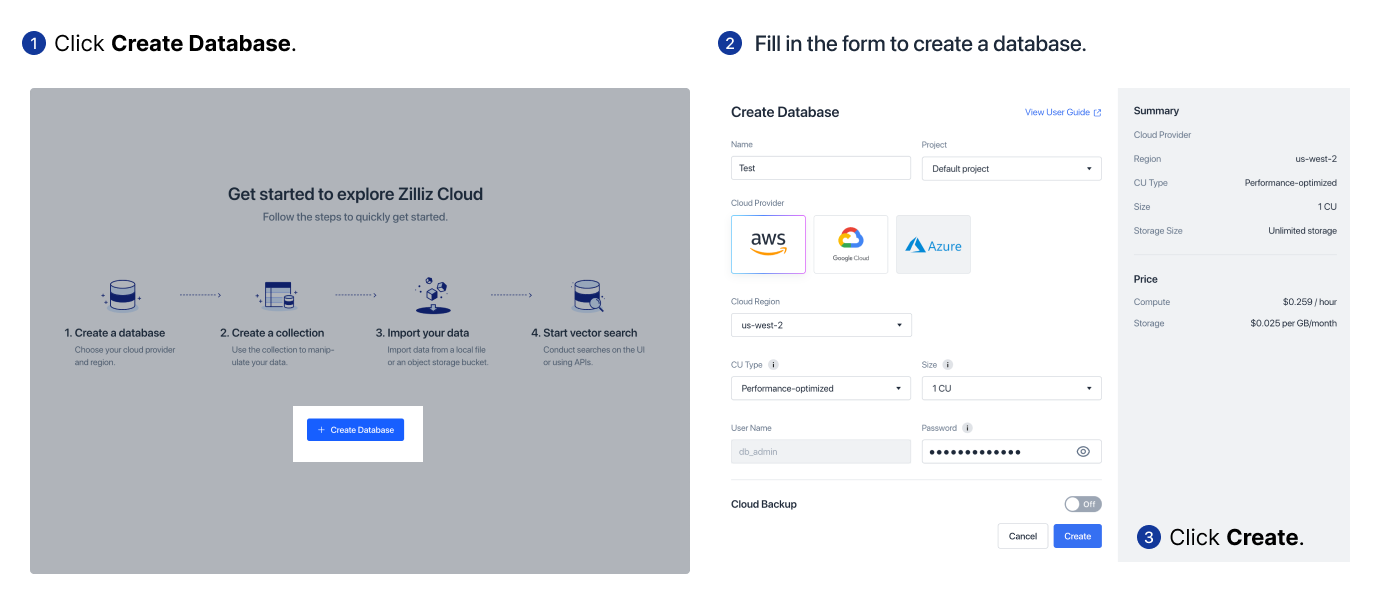 1 Click Create Database.
Get started to explore Zilliz Cloud
Follow the steps to quickly get started.
1. Create a database
Choose your cloud provider
and region.
2. Create a collection
Use the collection to manip-
ulate your data.
3. Import your data
Import data from a local file
or an object storage bucket.
4. Start vector search
Conduct searches on the UI
or using APIs.
+ Create Database
2 Fill in the form to create a database.
Create Database
View User Guide
Name
Project
Test
Default project
Cloud Provider
aws
Google Cloud
Azure
Cloud Region
us-west-2
CU Type i
Size i
Performance-optimized
1 CU
User Name
Password i
db_admin
●●●●●●●●●●●●●
Cloud Backup
Off
Cancel
Create
Summary
Cloud Provider
Region us-west-2
CU Type Performance-optimized
Size 1 CU
Storage Size Unlimited storage
Price
Compute $0.259 / hour
Storage $0.025 per GB/month
3 Click Create.